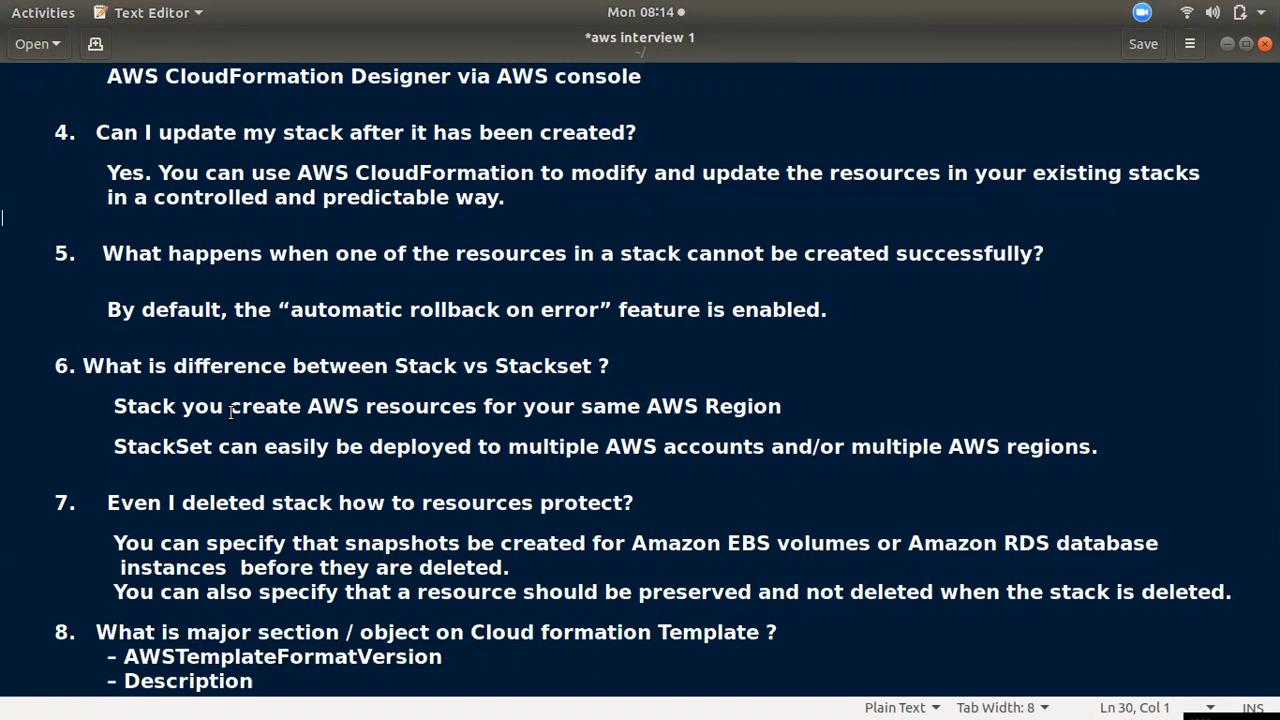 Activities Text Editor Mon 08:14
Open *aws interview 1 Save
~/
AWS CloudFormation Designer via AWS console
4. Can I update my stack after it has been created?
Yes. You can use AWS CloudFormation to modify and update the resources in your existing stacks
in a controlled and predictable way.
5. What happens when one of the resources in a stack cannot be created successfully?
By default, the “automatic rollback on error” feature is enabled.
6. What is difference between Stack vs Stackset ?
Stack you create AWS resources for your same AWS Region
StackSet can easily be deployed to multiple AWS accounts and/or multiple AWS regions.
7. Even I deleted stack how to resources protect?
You can specify that snapshots be created for Amazon EBS volumes or Amazon RDS database
instances before they are deleted.
You can also specify that a resource should be preserved and not deleted when the stack is deleted.
8. What is major section / object on Cloud formation Template ?
– AWSTemplateFormatVersion
– Description
Plain Text Tab Width: 8 Ln 30, Col 1 INS